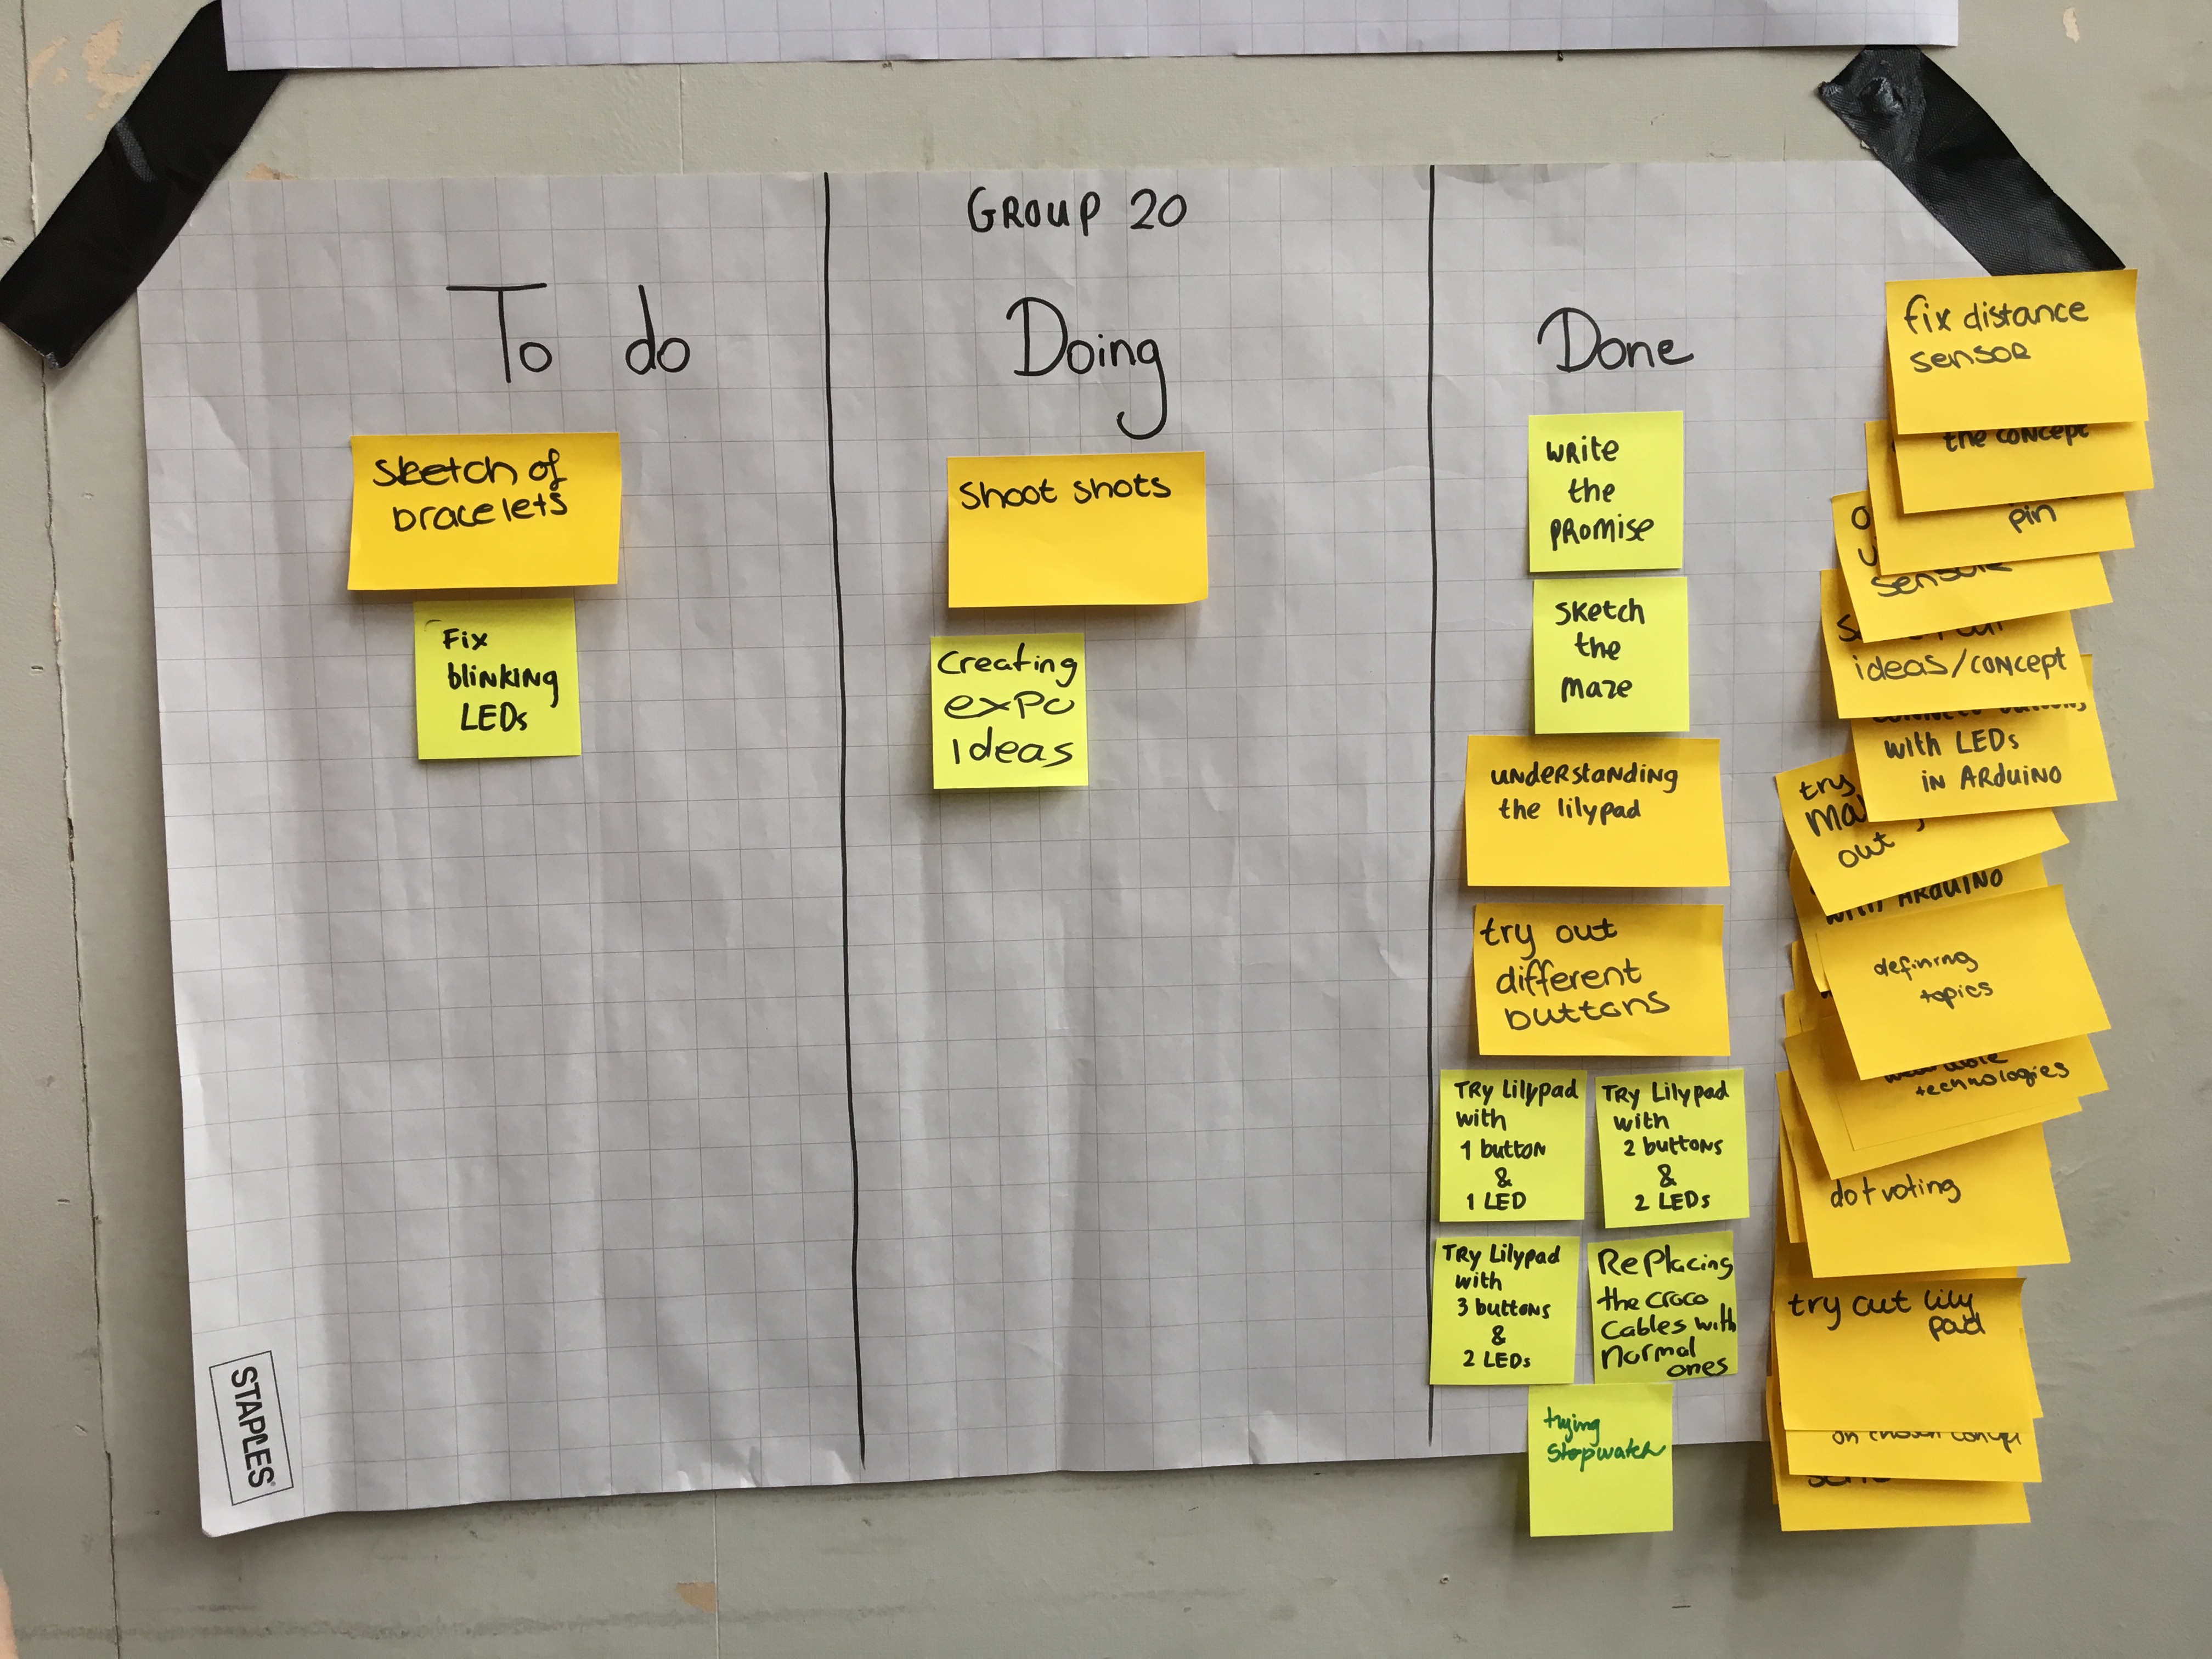 GROUP 20
To do
Sketch of
bracelets
Fix
blinking
LEDs
Doing
Shoot shots
Creating
expo
ideas
Done
write
the
promise
Sketch
the
maze
understanding
the lilypad
try out
different
buttons
Try Lilypad
with
1 button
&
1 LED
Try Lilypad
with
2 buttons
&
2 LEDs
Try Lilypad
with
3 buttons
&
2 LEDs
Replacing
the croco
cables with
normal
ones
trying
stopwatch
fix distance
sensor
the concept
pin
sensors
ideas/concept
with LEDs
in Arduino
try
out
with Arduino
defining
topics
technologies
dot voting
try out lily
pad
on chosen
STAPLES